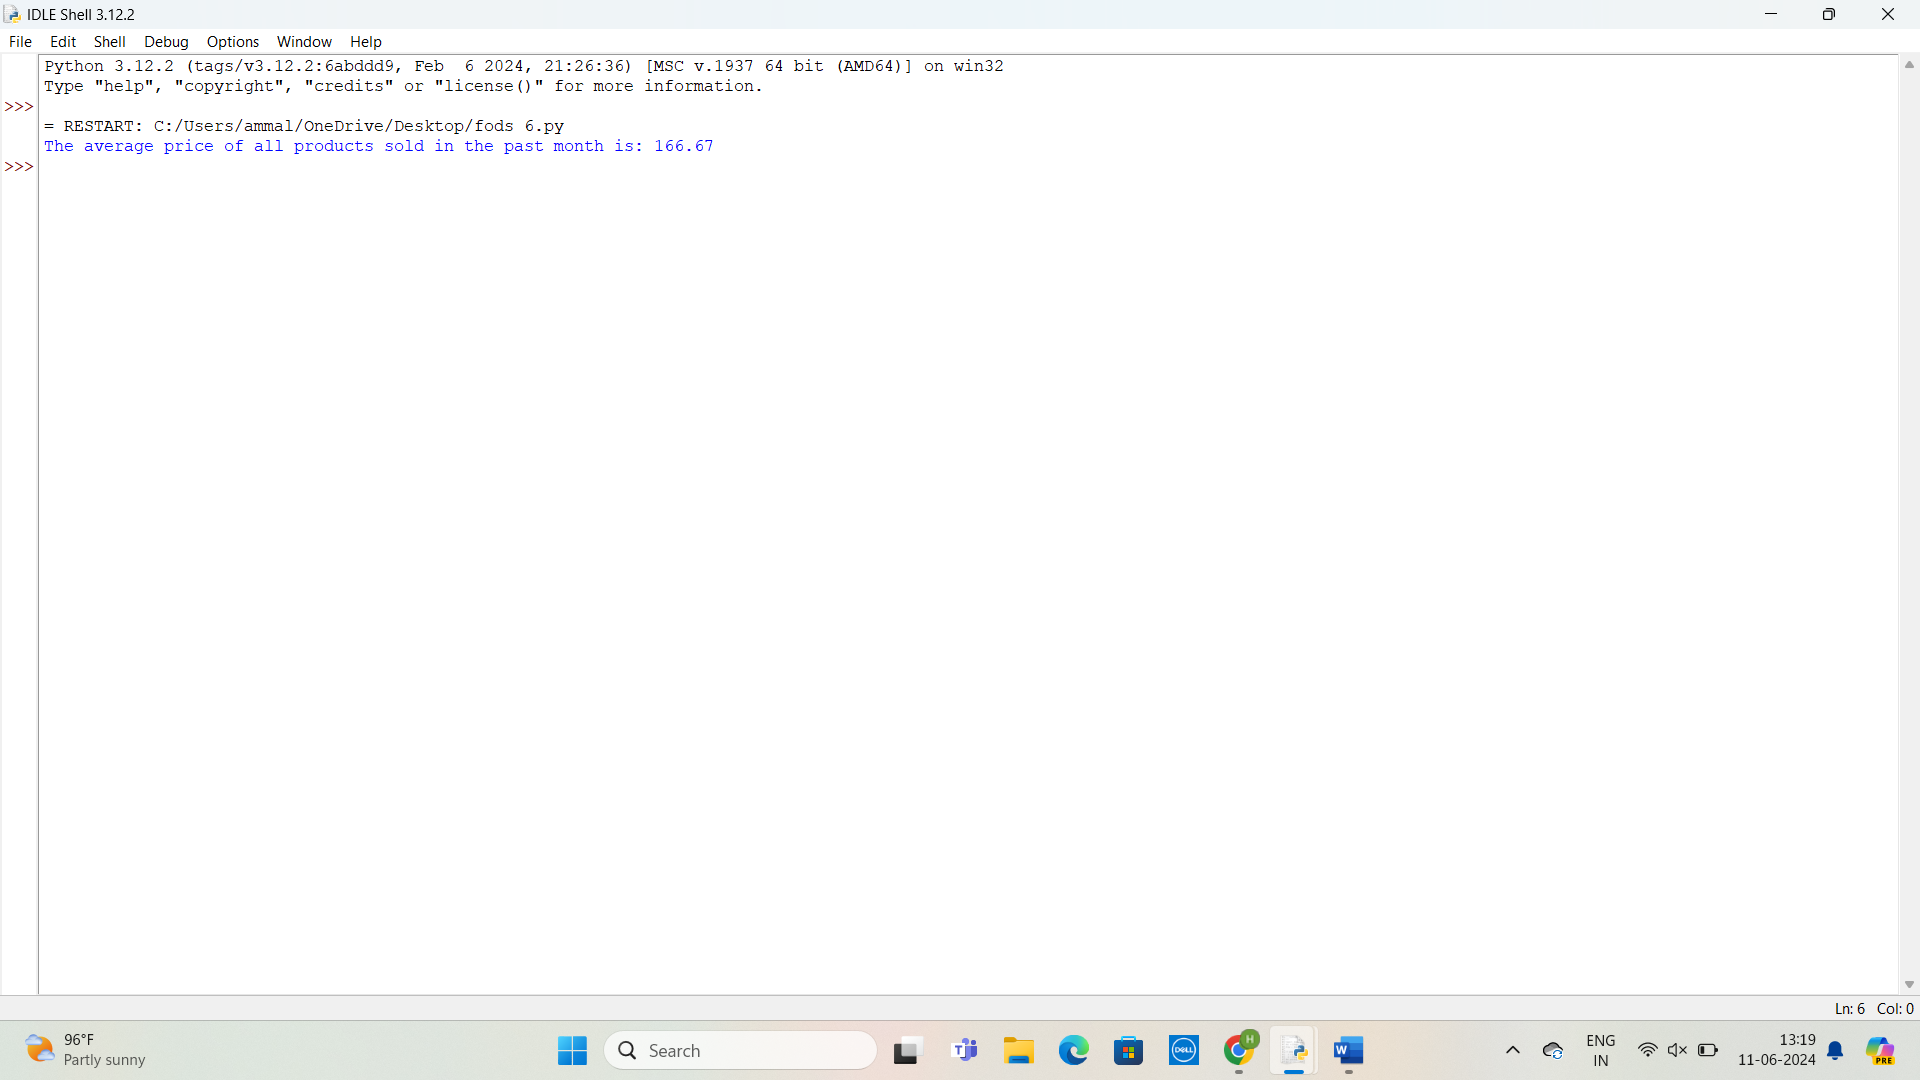 IDLE Shell 3.12.2
File Edit Shell Debug Options Window Help
Python 3.12.2 (tags/v3.12.2:6abddd9, Feb  6 2024, 21:26:36) [MSC v.1937 64 bit (AMD64)] on win32
Type "help", "copyright", "credits" or "license()" for more information.
>>>
= RESTART: C:/Users/ammal/OneDrive/Desktop/fods 6.py
The average price of all products sold in the past month is: 166.67
>>>
Ln: 6 Col: 0
96°F
Partly sunny
Search
T
DELL
H
W
ENG
IN
13:19
11-06-2024
PRE